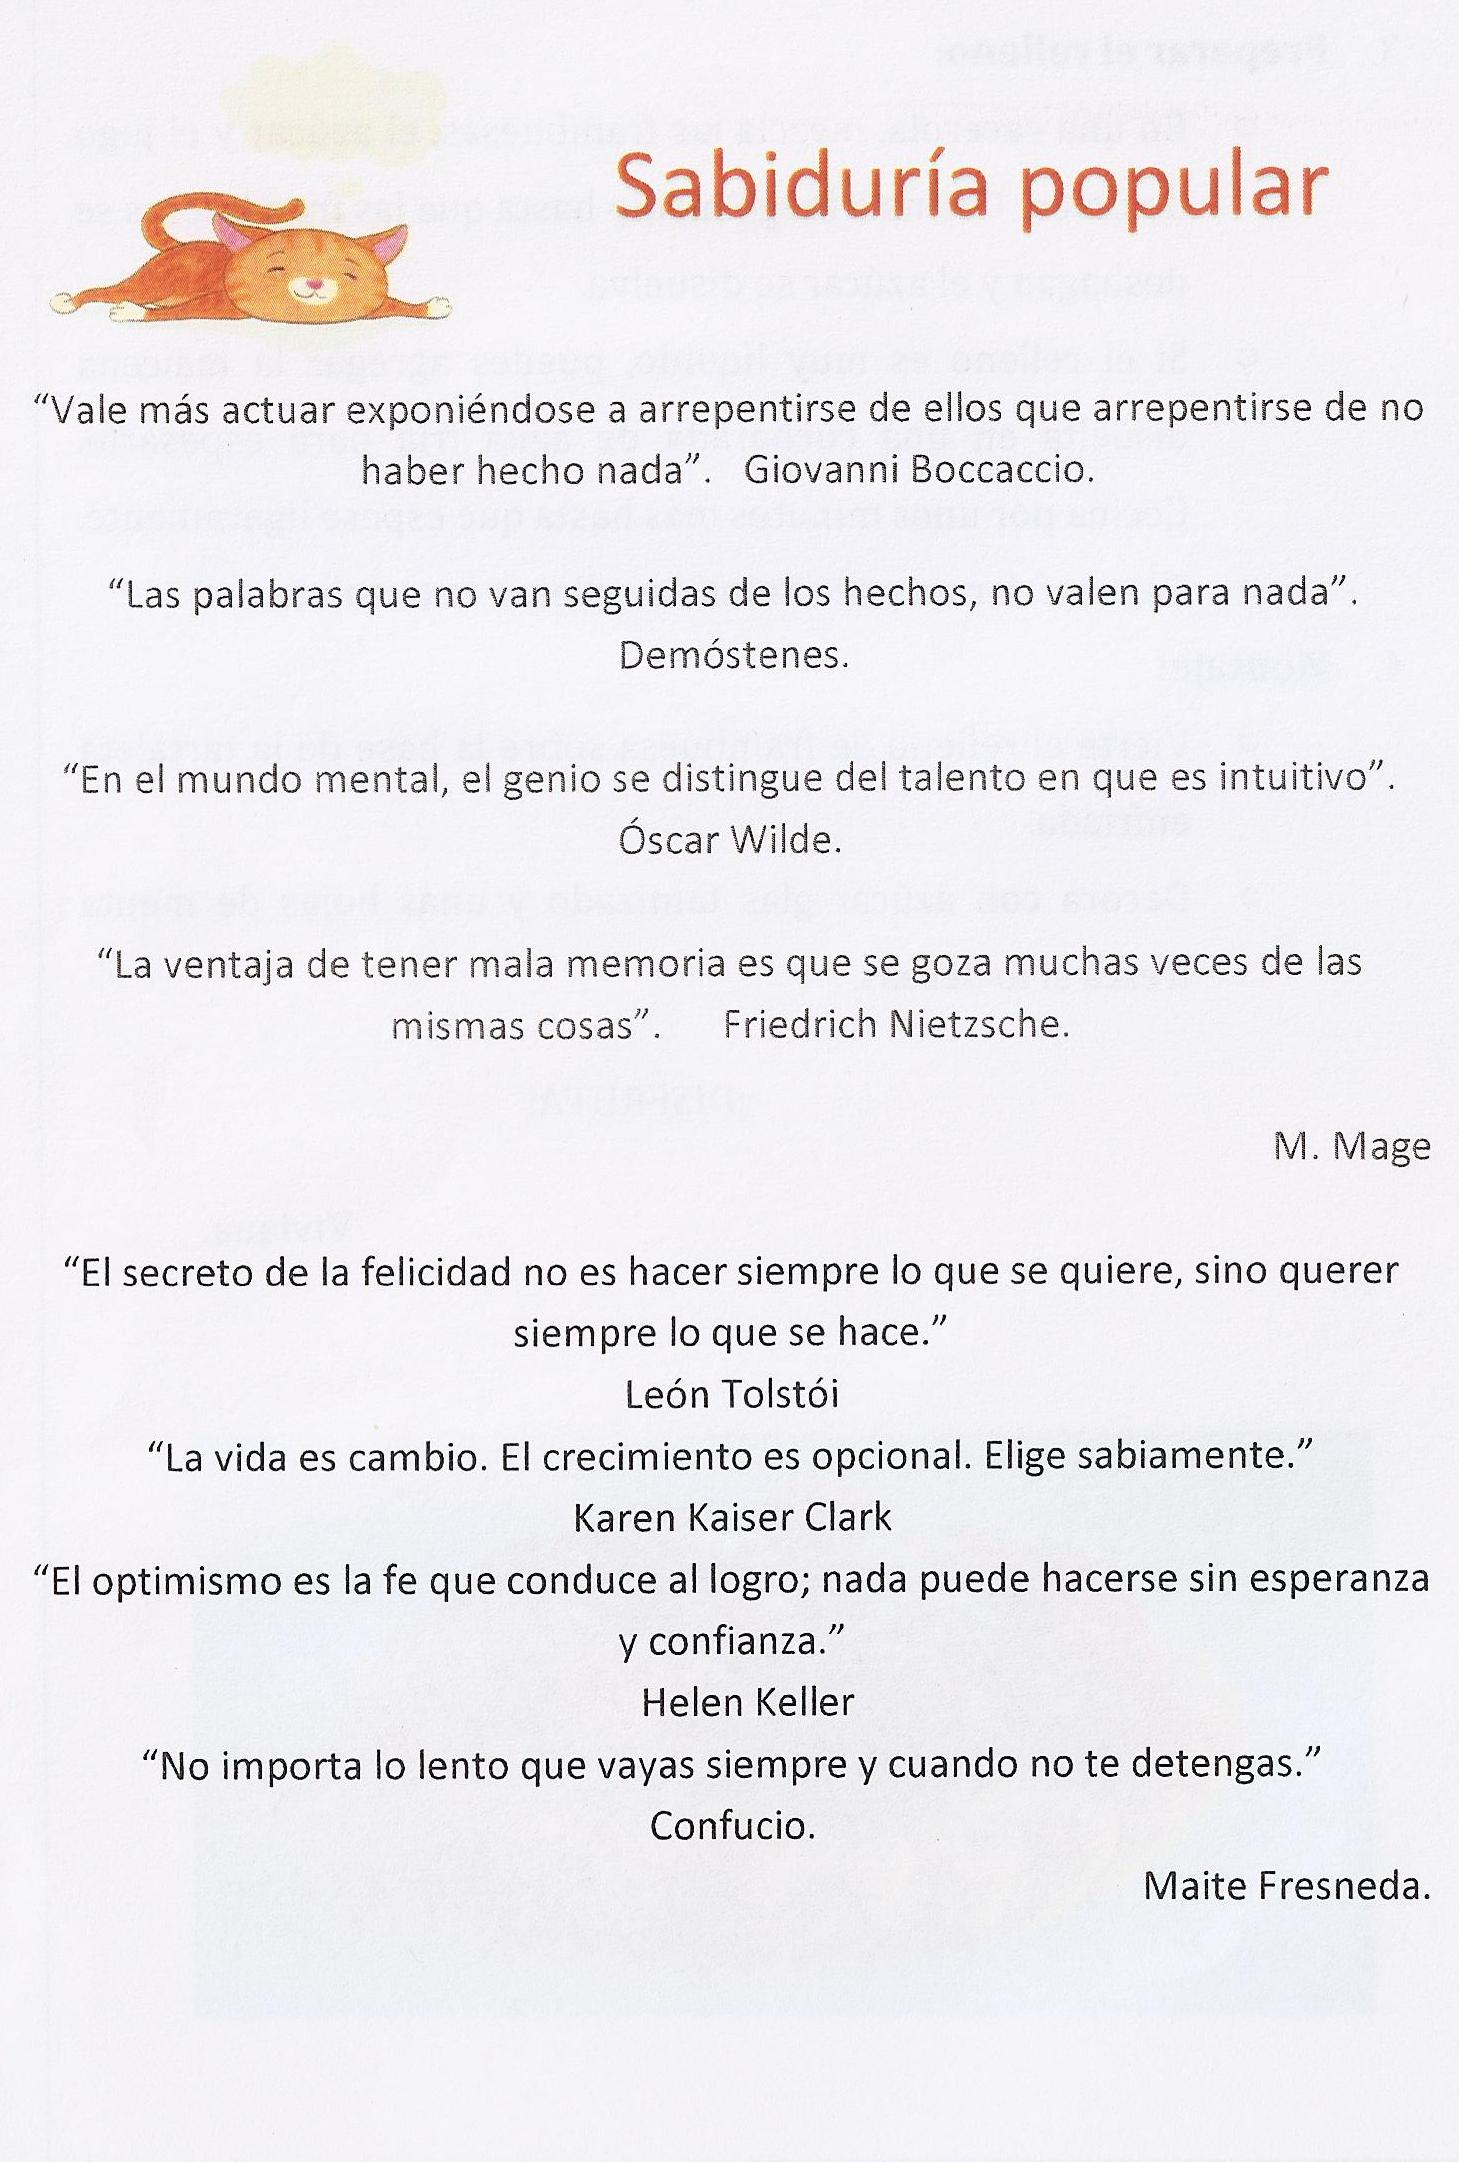 Sabiduría popular
“Vale más actuar exponiéndose a arrepentirse de ellos que arrepentirse de no
haber hecho nada”. Giovanni Boccaccio.
“Las palabras que no van seguidas de los hechos, no valen para nada”.
Demóstenes.
“En el mundo mental, el genio se distingue del talento en que es intuitivo”.
Óscar Wilde.
“La ventaja de tener mala memoria es que se goza muchas veces de las
mismas cosas”. Friedrich Nietzsche.
M. Mage
“El secreto de la felicidad no es hacer siempre lo que se quiere, sino querer
siempre lo que se hace.”
León Tolstói
“La vida es cambio. El crecimiento es opcional. Elige sabiamente.”
Karen Kaiser Clark
“El optimismo es la fe que conduce al logro; nada puede hacerse sin esperanza
y confianza.”
Helen Keller
“No importa lo lento que vayas siempre y cuando no te detengas.”
Confucio.
Maite Fresneda.